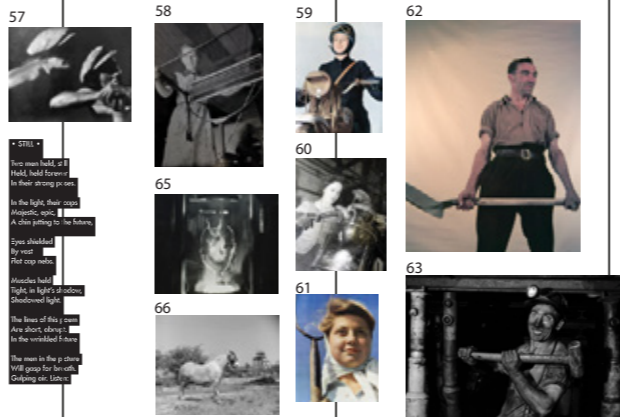 57
58
59
62
60
65
63
61
66
• STILL •
Two men held, still
Held, held forever
In their strong poses.
In the light, their caps
Majestic, epic,
A chin jutting to the future,
Eyes shielded
By vast
Flat cap nebs.
Muscles held
Tight, in light's shadow,
Shadowed light.
The lines of this poem
Are short, abrupt.
In the wrinkled future
The men in the picture
Will gasp for breath.
Gulping air. Listen: